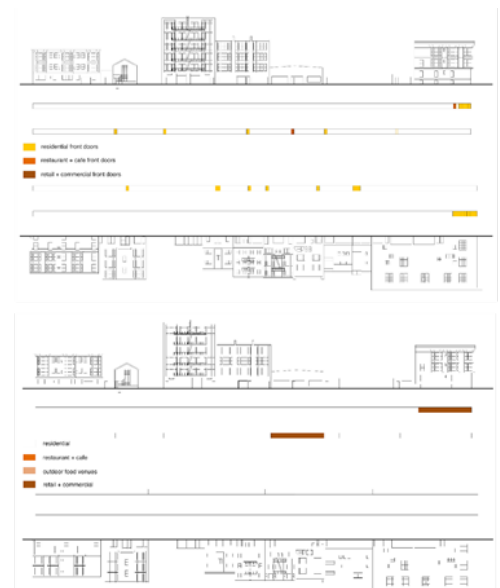 residential front doors
restaurant + cafe front doors
retail + commercial front doors
residential
restaurant + cafe
outdoor food venues
retail + commercial